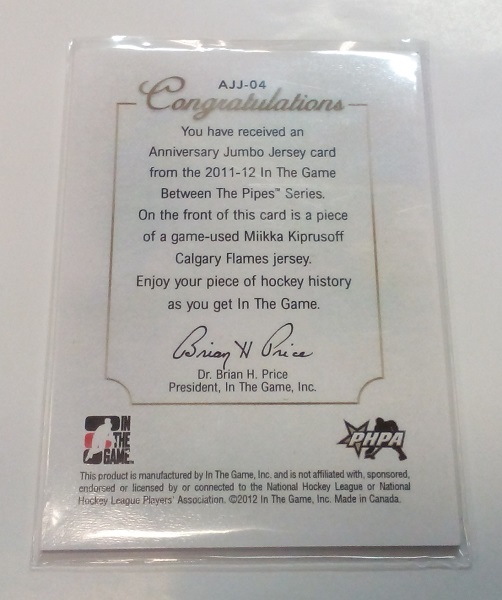 AJJ-04
Congratulations
You have received an
Anniversary Jumbo Jersey card
from the 2011-12 In The Game
Between The Pipes™ Series.
On the front of this card is a piece
of a game-used Miikka Kiprusoff
Calgary Flames jersey.
Enjoy your piece of hockey history
as you get In The Game.
Brian H Price
Dr. Brian H. Price
President, In The Game, Inc.
IN
THE
GAME
PHPA
This product is manufactured by In The Game, Inc. and is not affiliated with, sponsored,
endorsed or licensed by or connected to the National Hockey League or National
Hockey League Players' Association. ©2012 In The Game, Inc. Made in Canada.